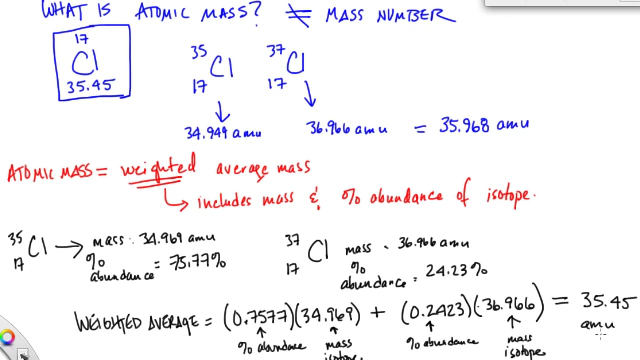 WHAT IS ATOMIC MASS? ≠ MASS NUMBER
17
Cl
35.45
35
17 Cl
37
17 Cl
34.949 amu 36.966 amu = 35.968 amu
ATOMIC MASS = weighted average mass
↳ includes mass & % abundance of isotope.
35
17 Cl → mass: 34.969 amu
% abundance = 75.77%
37
17 Cl mass - 36.966 amu
% abundance = 24.23%
WEIGHTED AVERAGE = (0.7577)(34.969) + (0.2423)(36.966) = 35.45 amu
% abundance mass isotope % abundance mass isotope